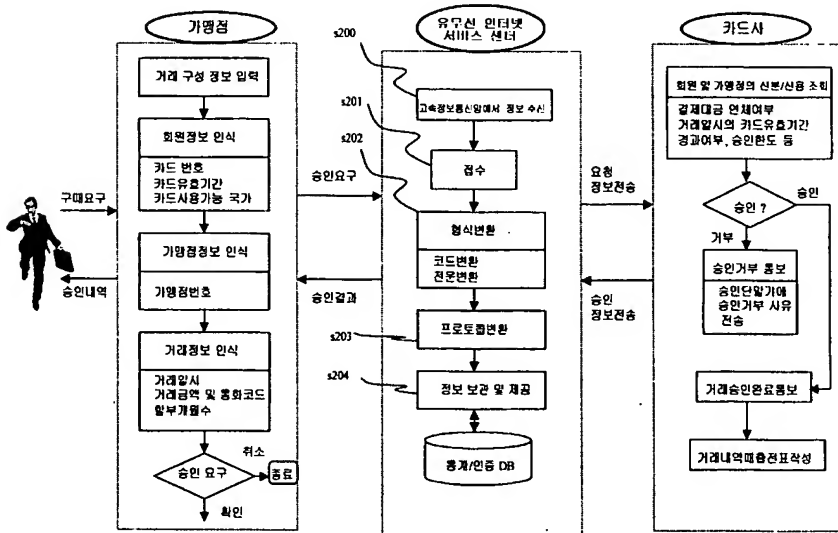 가맹점
거래 구성 정보 입력
회원정보 인식
카드 번호
카드유효기간
카드사용가능 국가
가맹점정보 인식
가맹점번호
거래정보 인식
거래일시
거래금액 및 통화코드
할부개월수
승인 요구
취소
종료
확인
구매요구
승인내역
승인요구
승인결과
유무선 인터넷
서비스 센터
s200
고속정보통신망에서 정보 수신
s201
접수
s202
형식변환
코드변환
전문변환
프로토콜변환
s203
s204
정보 보관 및 제공
통계/인증 DB
요청
정보전송
승인
정보전송
카드사
회원 및 가맹점의 신분/신용 조회
결제대금 연체여부
거래일시의 카드유효기간
경과여부, 승인한도 등
승인 ?
승인
거부
승인거부 통보
승인단말기에
승인거부 사유
전송
거래승인완료통보
거래내역매출전표작성